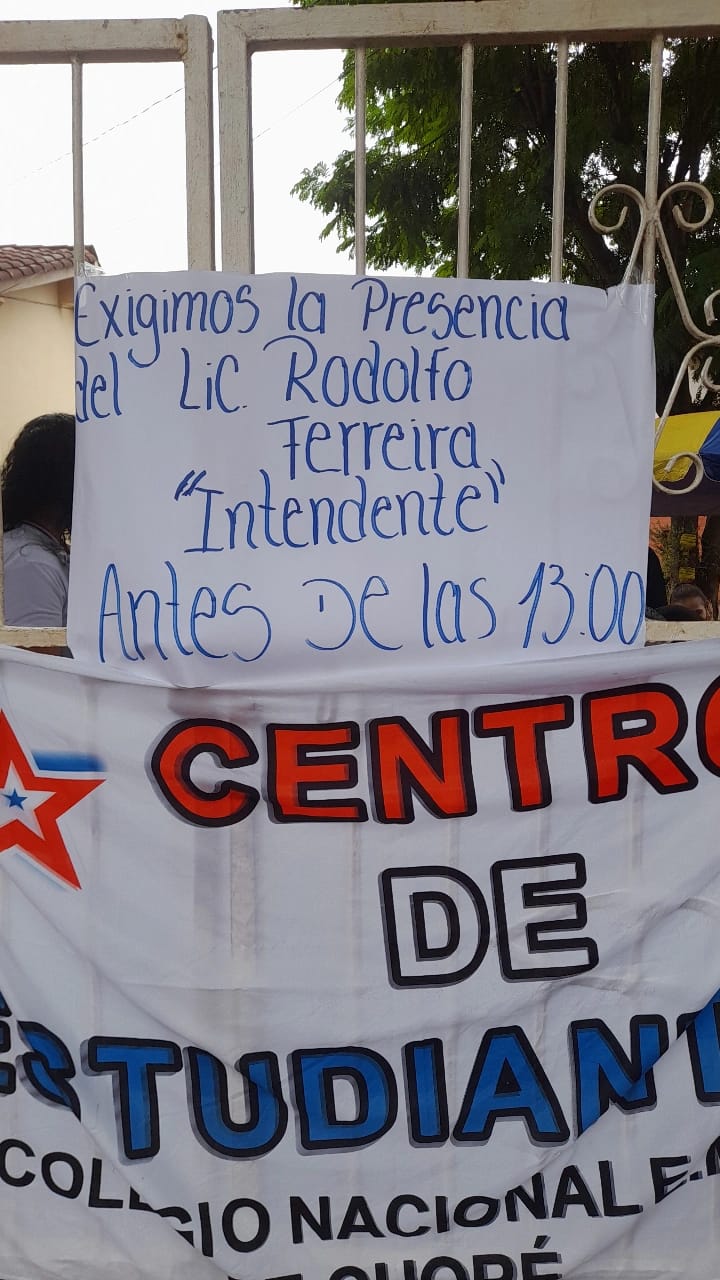 Exigimos la Presencia
del Lic. Rodolfo
Ferreira,
"Intendente"
Antes De las 13:00
CENTRO
DE
ESTUDIANT
COLEGIO NACIONAL E.M